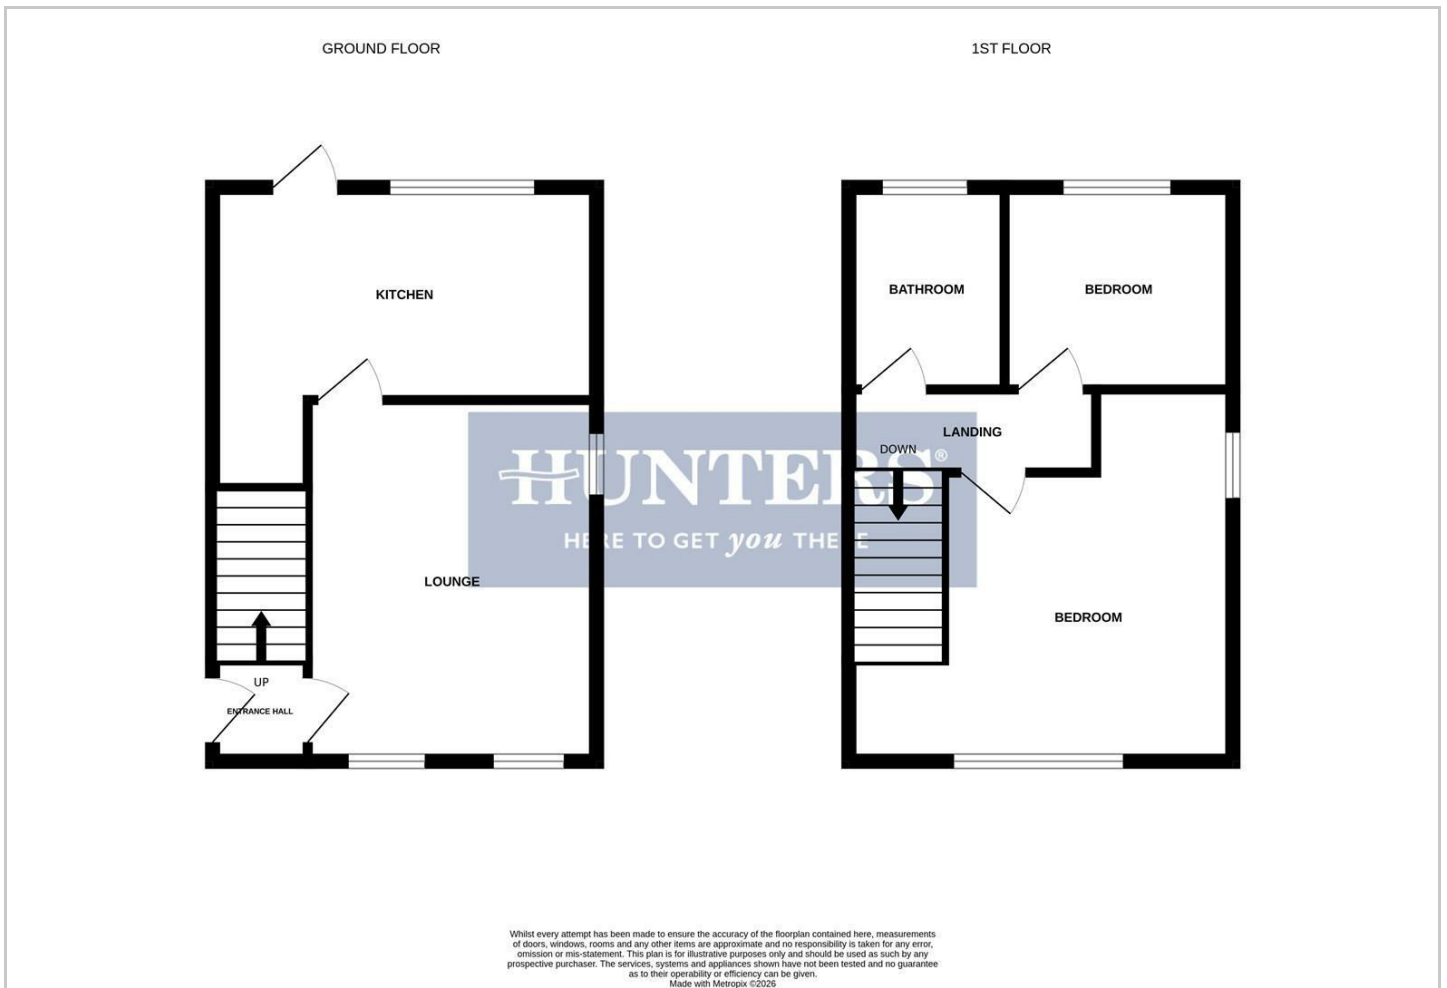 GROUND FLOOR
1ST FLOOR
KITCHEN
BATHROOM
BEDROOM
LANDING
DOWN
HUNTERS®
HERE TO GET you THERE
LOUNGE
BEDROOM
UP
ENTRANCE HALL
Whilst every attempt has been made to ensure the accuracy of the floorplan contained here, measurements
of doors, windows, rooms and any other items are approximate and no responsibility is taken for any error,
omission or mis-statement. This plan is for illustrative purposes only and should be used as such by any
prospective purchaser. The services, systems and appliances shown have not been tested and no guarantee
as to their operability or efficiency can be given.
Made with Metropix ©2026